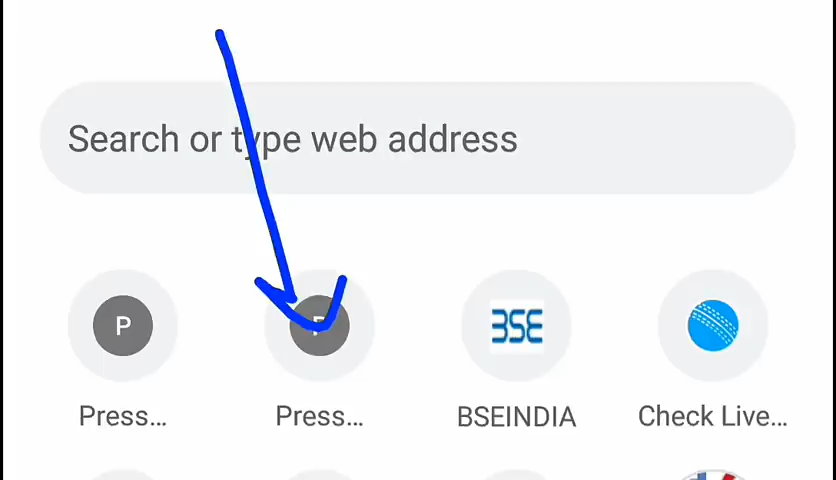 Search or type web address
P
P
BSE
Press...
Press...
BSEINDIA
Check Live...